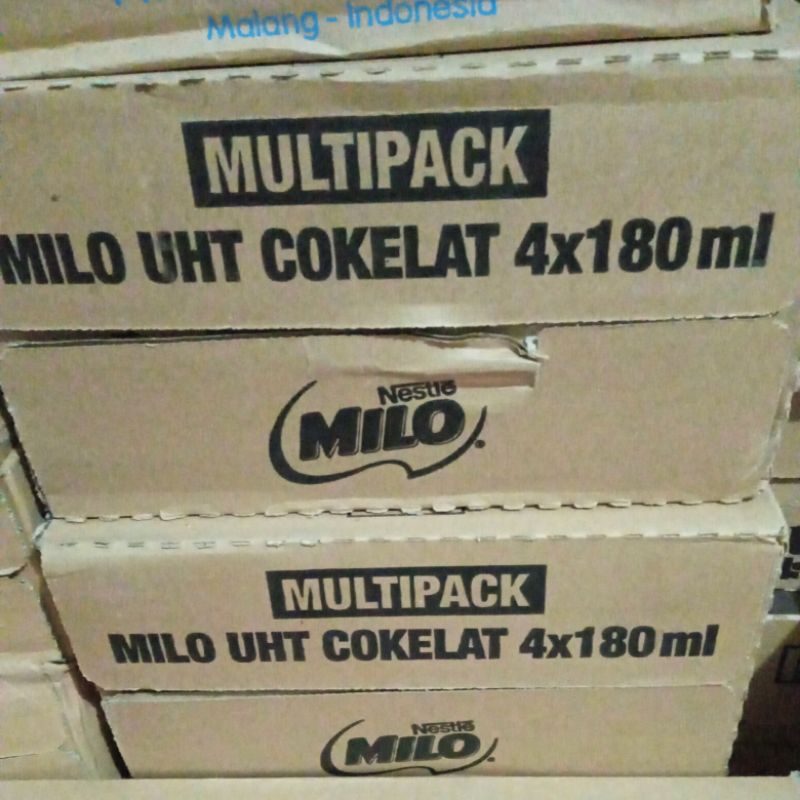 Malang - Indonesia
MULTIPACK
MILO UHT COKELAT 4x180ml
Nestlé
MILO
MULTIPACK
MILO UHT COKELAT 4x180ml
Nestlé
MILO